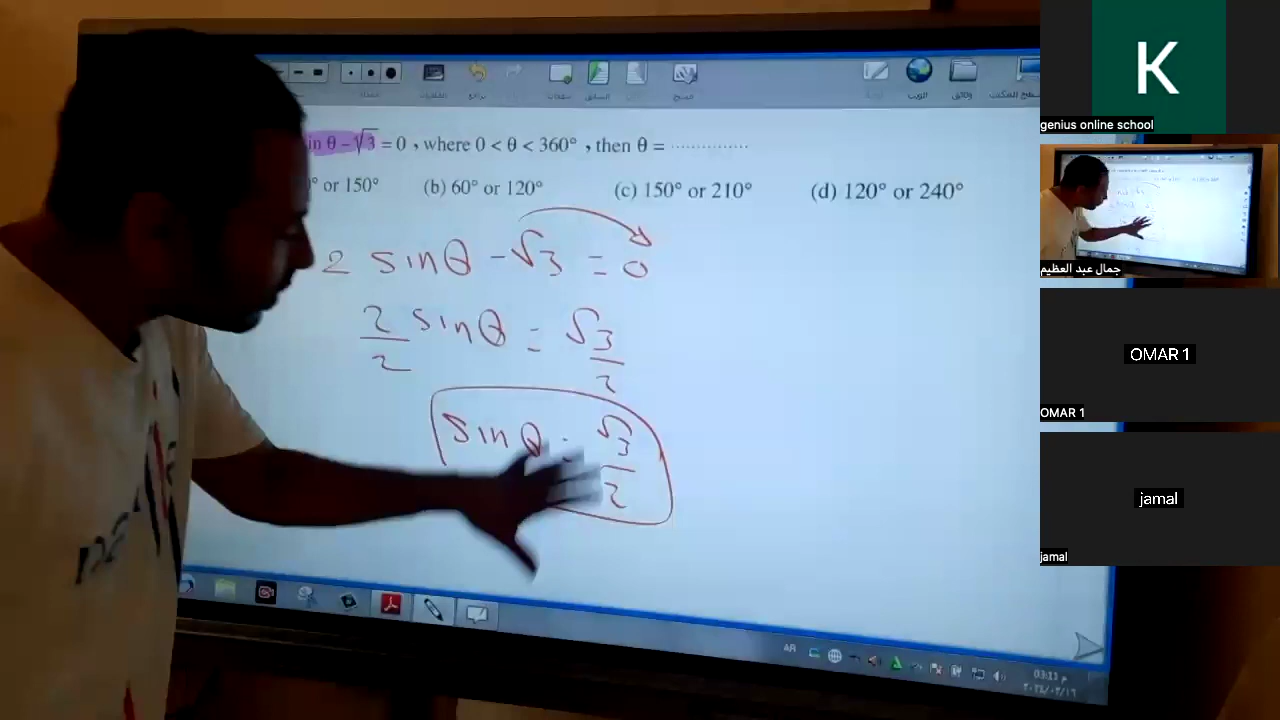 in θ – √3 = 0 , where 0 < θ < 360° , then θ = ...............
° or 150°
(b) 60° or 120°
(c) 150° or 210°
(d) 120° or 240°
2 sinθ - √3 = 0
2/2 sinθ = √3/2
sinθ = √3/2
K
genius online school
جمال عبد العظيم
OMAR 1
OMAR 1
jamal
jamal
AR